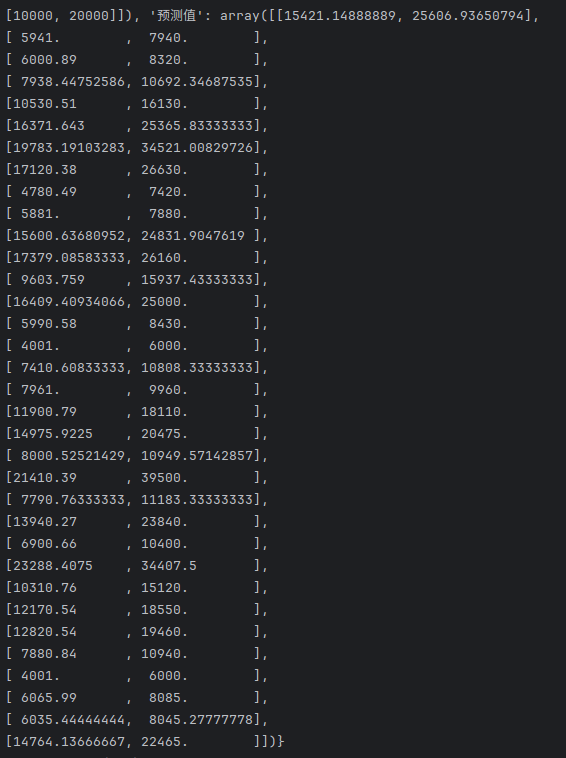 [10000, 20000]]), '预测值': array([[15421.14888889, 25606.93650794],
[ 5941.        ,  7940.        ],
[ 6000.89      ,  8320.        ],
[ 7938.44752586, 10692.34687535],
[10530.51      , 16130.        ],
[16371.643     , 25365.83333333],
[19783.19103283, 34521.00829726],
[17120.38      , 26630.        ],
[ 4780.49      ,  7420.        ],
[ 5881.        ,  7880.        ],
[15600.63680952, 24831.9047619 ],
[17379.08583333, 26160.        ],
[ 9603.759     , 15937.43333333],
[16409.40934066, 25000.        ],
[ 5990.58      ,  8430.        ],
[ 4001.        ,  6000.        ],
[ 7410.60833333, 10808.33333333],
[ 7961.        ,  9960.        ],
[11900.79      , 18110.        ],
[14975.9225    , 20475.        ],
[ 8000.52521429, 10949.57142857],
[21410.39      , 39500.        ],
[ 7790.76333333, 11183.33333333],
[13940.27      , 23840.        ],
[ 6900.66      , 10400.        ],
[23288.4075    , 34407.5       ],
[10310.76      , 15120.        ],
[12170.54      , 18550.        ],
[12820.54      , 19460.        ],
[ 7880.84      , 10940.        ],
[ 4001.        ,  6000.        ],
[ 6065.99      ,  8085.        ],
[ 6035.44444444,  8045.27777778],
[14764.13666667, 22465.        ]])}